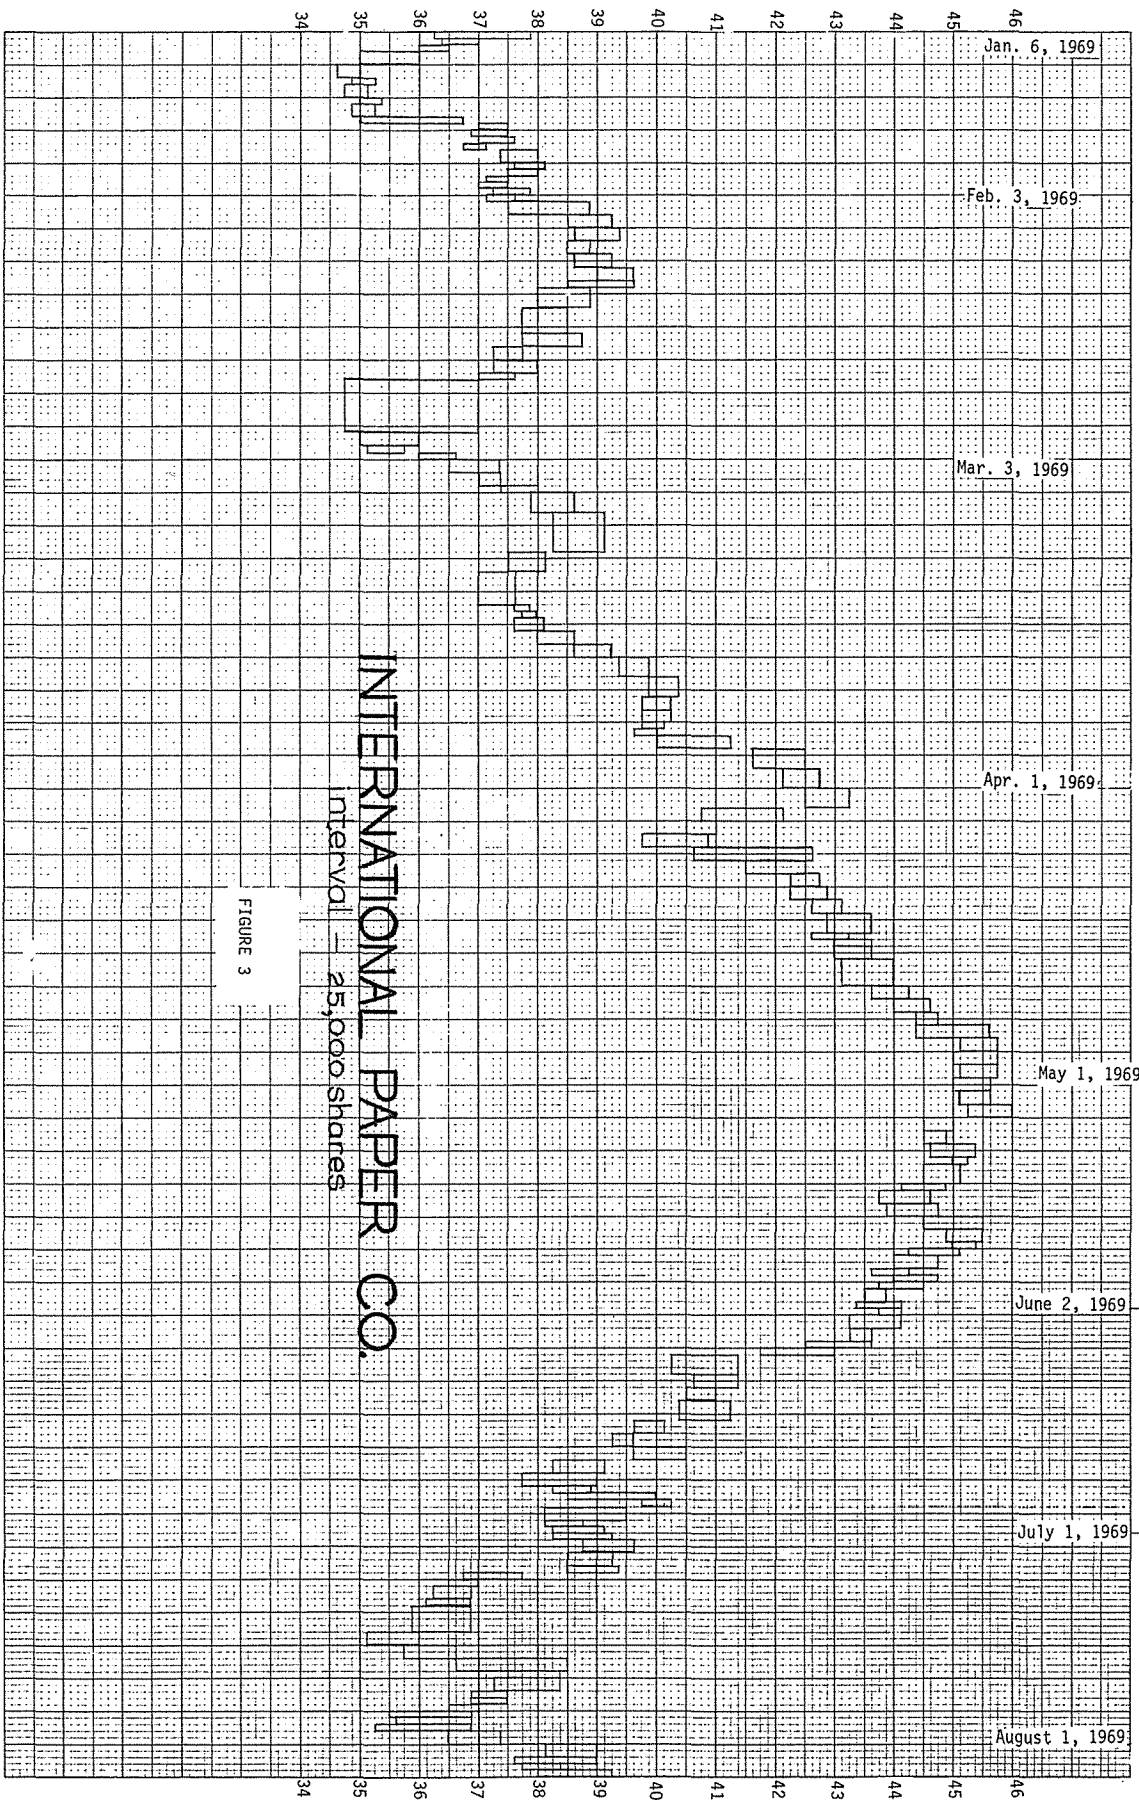 34 35 36 37 38 39 40 41 42 43 44 45 46
Jan. 6, 1969
Feb. 3, 1969
Mar. 3, 1969
Apr. 1, 1969
May 1, 1969
June 2, 1969
July 1, 1969
August 1, 1969
INTERNATIONAL PAPER CO.
interval - 25,000 shares
FIGURE 3
34 35 36 37 38 39 40 41 42 43 44 45 46